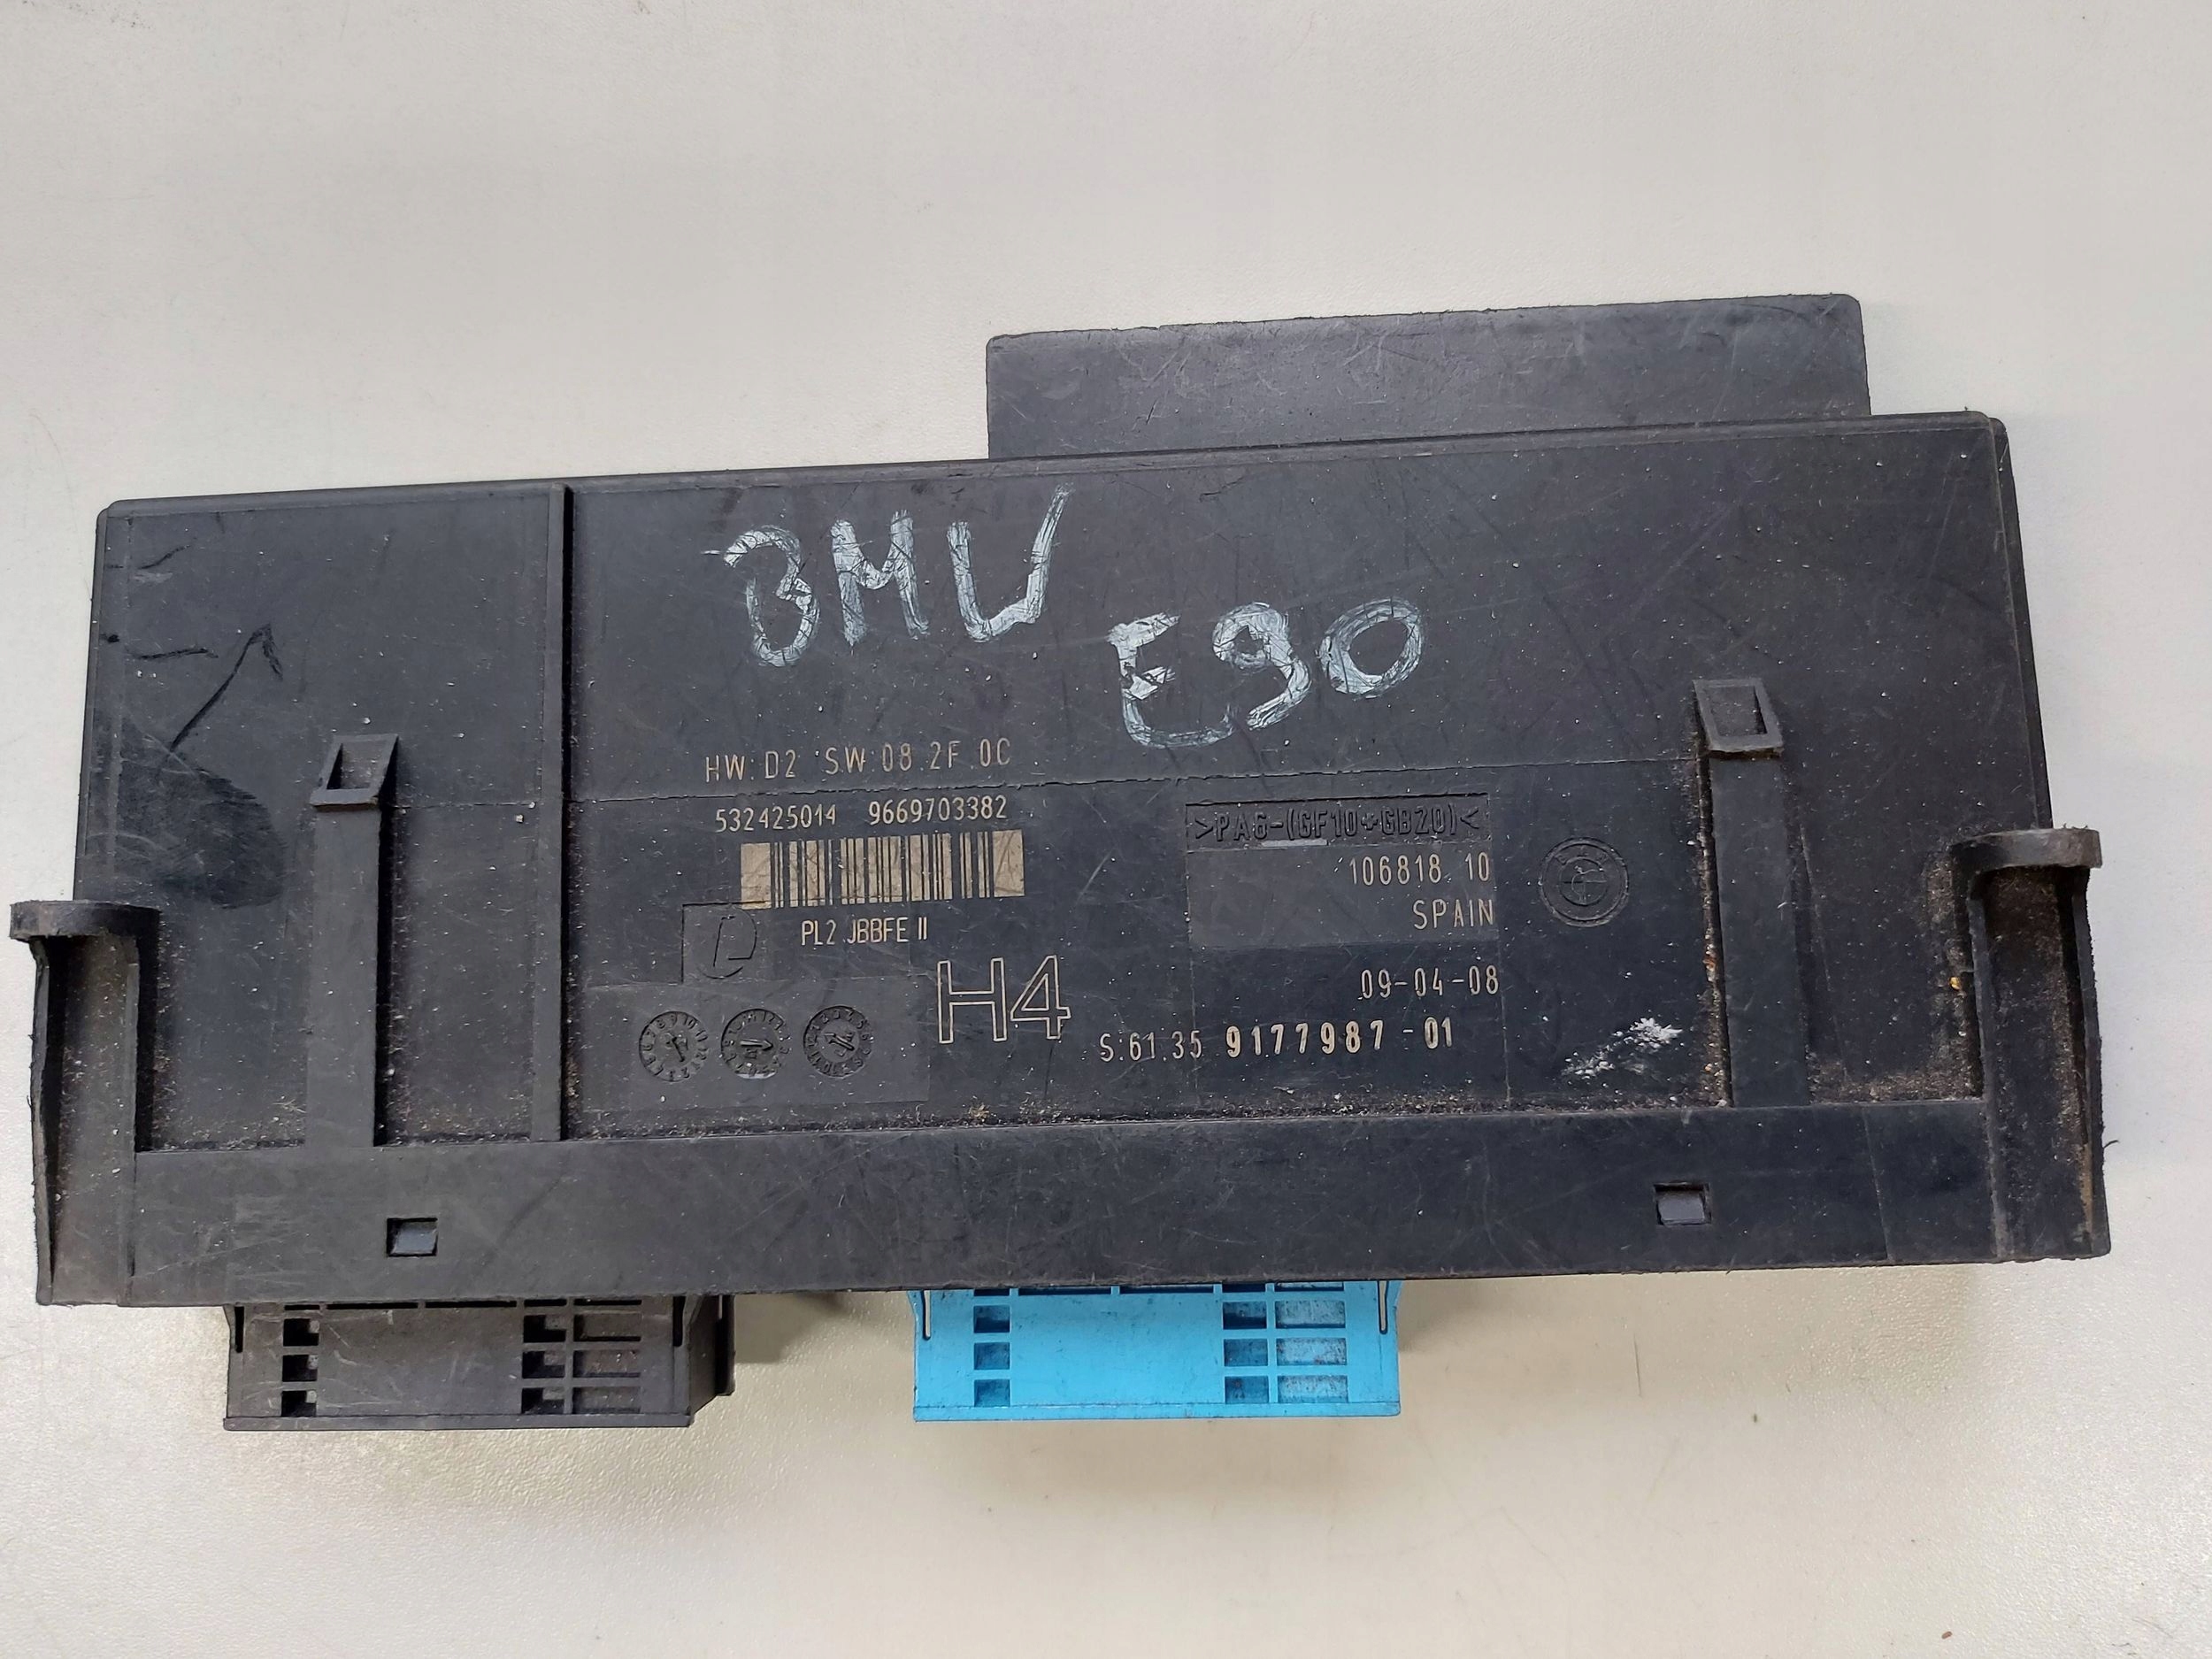 BMW
E90
HW: D2 SW:08.2F.0C
532425014 9669703382
>PA6-(GF10+GB20)<
106818.10
SPAIN
PL2 JBBFE II
H4
09-04-08
S:61.35 9177987-01